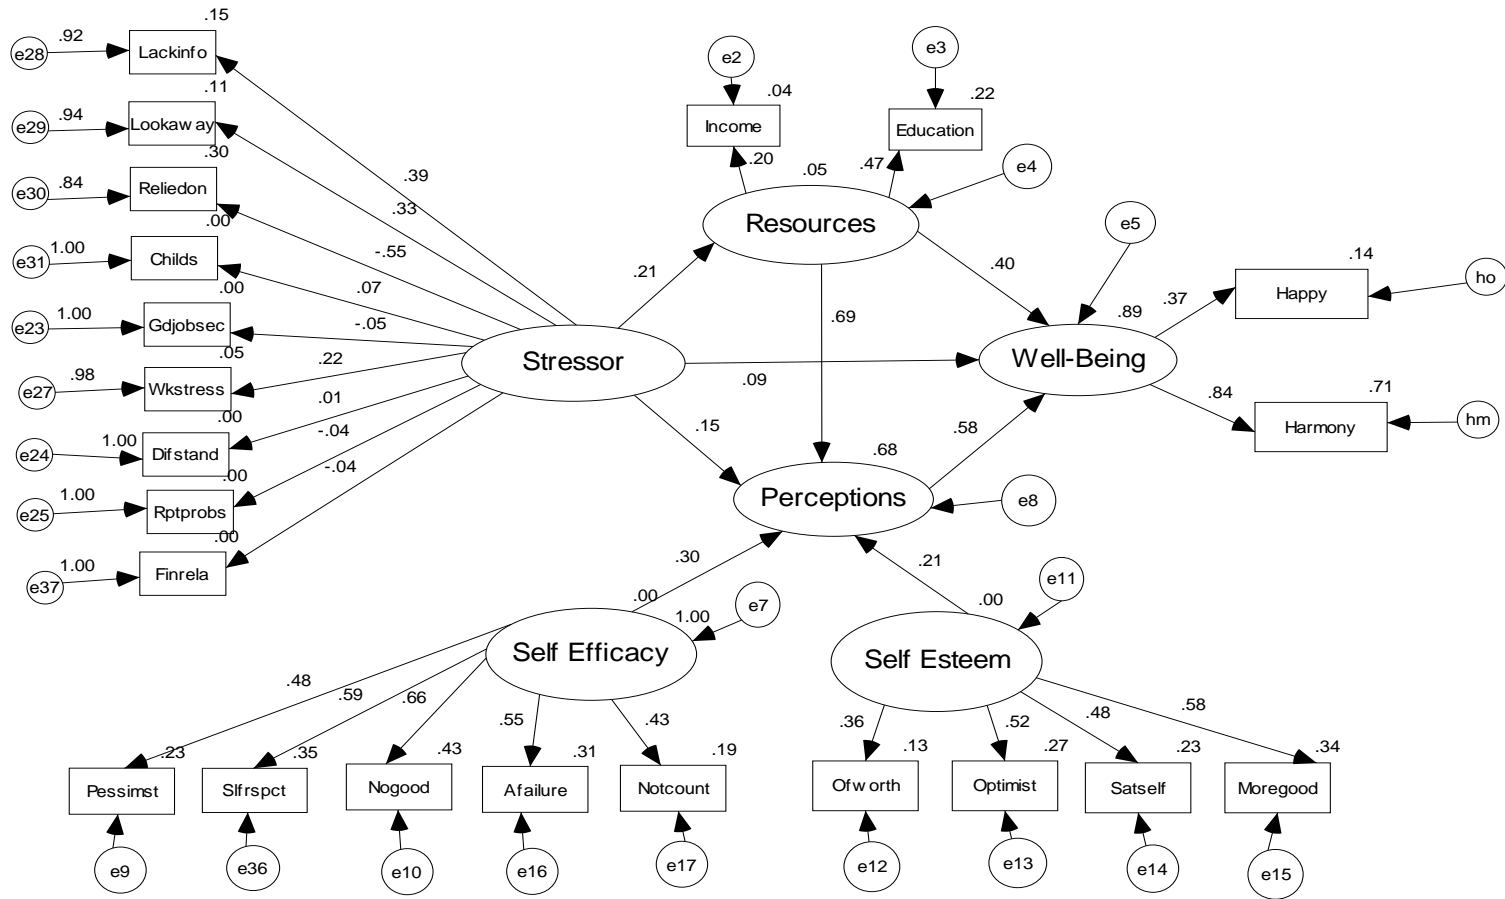 .15
.92
e28
Lackinfo
.11
.94
e29
Lookaway
.30
.84
e30
Reliedon
.00
1.00
e31
Childs
.00
1.00
e23
Gdjobsec
.05
.98
e27
Wkstress
.00
1.00
e24
Difstand
.00
1.00
e25
Rptprobs
.00
1.00
e37
Finrela
.39
.33
-.55
.07
-.05
.22
.01
-.04
-.04
Stressor
e2
.04
Income
.20
e3
.22
Education
.47
.05
e4
Resources
.21
.69
.40
.09
.15
e5
.89
Well-Being
.37
.14
Happy
ho
.84
.71
Harmony
hm
.58
.68
Perceptions
e8
.30
.21
.00
1.00
e7
Self Efficacy
.00
e11
Self Esteem
.48
.59
.66
.55
.43
.23
.35
.43
.31
.19
Pessimst
Slfrspct
Nogood
Afailure
Notcount
e9
e36
e10
e16
e17
.36
.52
.48
.58
.13
.27
.23
.34
Ofworth
Optimist
Satself
Moregood
e12
e13
e14
e15